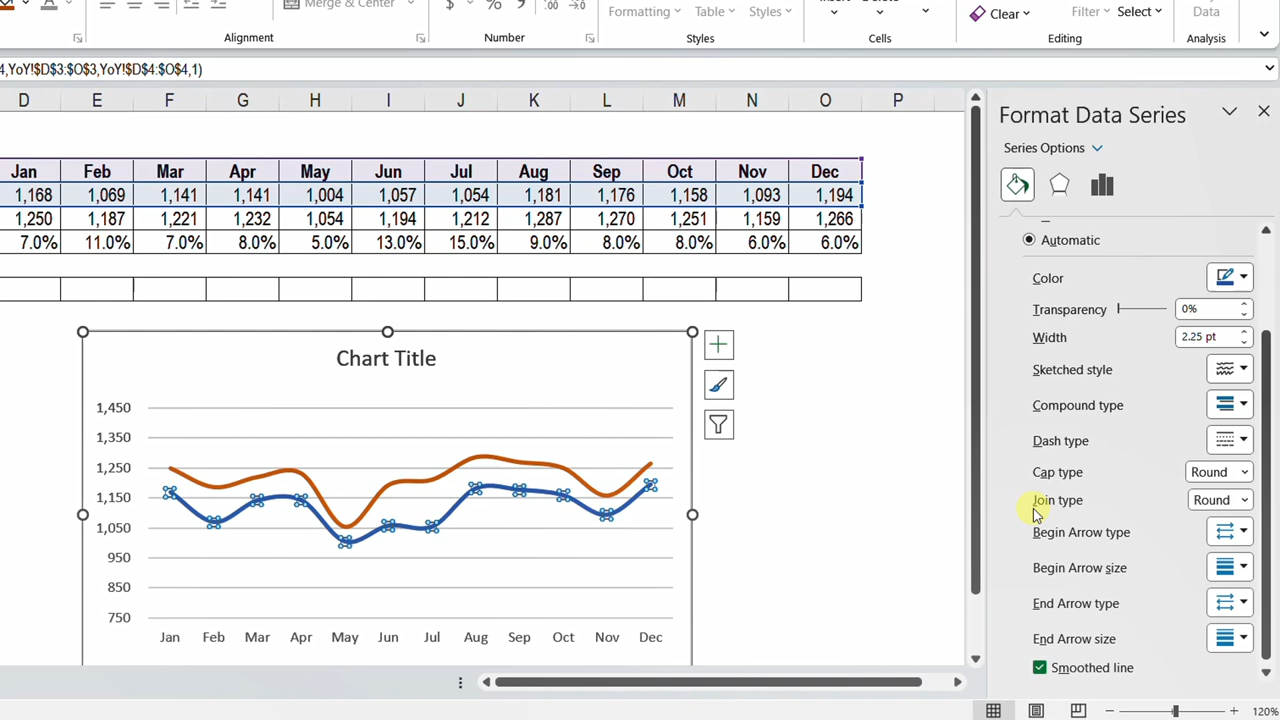 Merge & Center
$ % 9
Formatting Table Styles
Clear
Filter Select
Data
Alignment
Number
Styles
Cells
Editing
Analysis
4,YoY!$D$3:$O$3,YoY!$D$4:$O$4,1)
D E F G H I J K L M N O P
Jan Feb Mar Apr May Jun Jul Aug Sep Oct Nov Dec
1,168 1,069 1,141 1,141 1,004 1,057 1,054 1,181 1,176 1,158 1,093 1,194
1,250 1,187 1,221 1,232 1,054 1,194 1,212 1,287 1,270 1,251 1,159 1,266
7.0% 11.0% 7.0% 8.0% 5.0% 13.0% 15.0% 9.0% 8.0% 8.0% 6.0% 6.0%
Chart Title
1,450
1,350
1,250
1,150
1,050
950
850
750
Jan Feb Mar Apr May Jun Jul Aug Sep Oct Nov Dec
Format Data Series
Series Options
Automatic
Color
Transparency 0%
Width 2.25 pt
Sketched style
Compound type
Dash type
Cap type Round
Join type Round
Begin Arrow type
Begin Arrow size
End Arrow type
End Arrow size
Smoothed line
120%